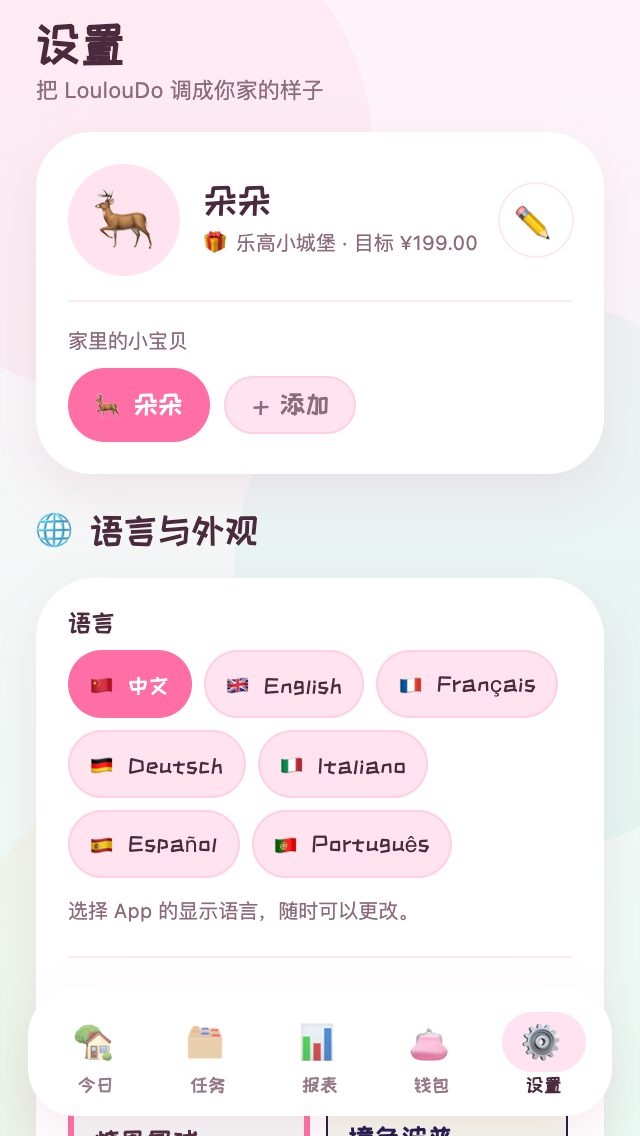 设置
把 LoulouDo 调成你家的样子
朵朵
乐高小城堡 · 目标 ¥199.00
家里的小宝贝
朵朵
+ 添加
语言与外观
语言
中文
English
Français
Deutsch
Italiano
Español
Português
选择 App 的显示语言，随时可以更改。
今日
任务
报表
钱包
设置